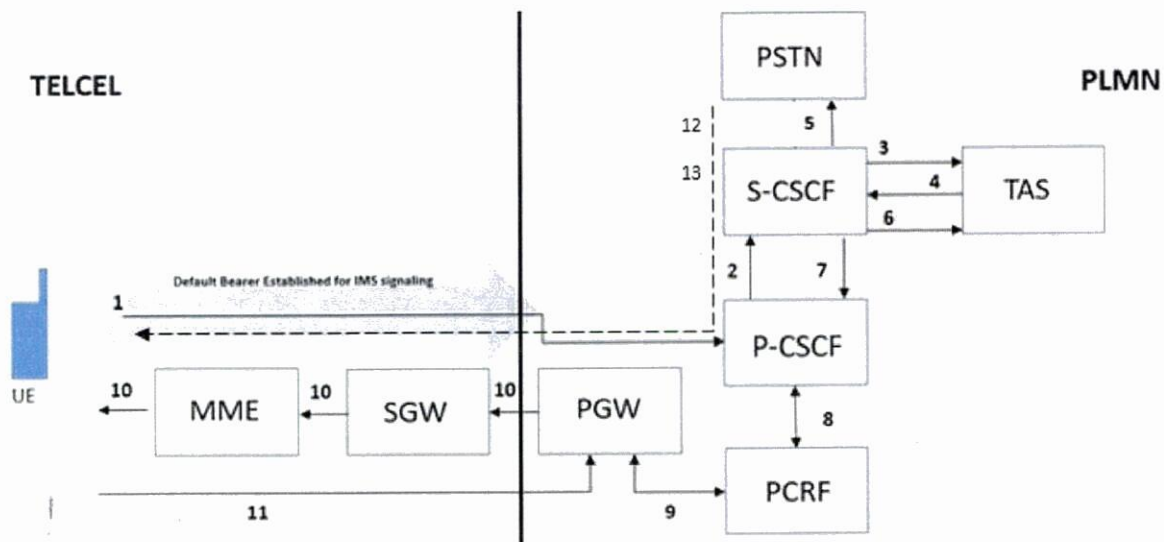 PSTN
TELCEL
PLMN
12
5
3
13
S-CSCF
4
TAS
6
Default Bearer Established for IMS signaling
2
7
1
P-CSCF
UE
10
MME
10
SGW
10
PGW
8
PCRF
11
9